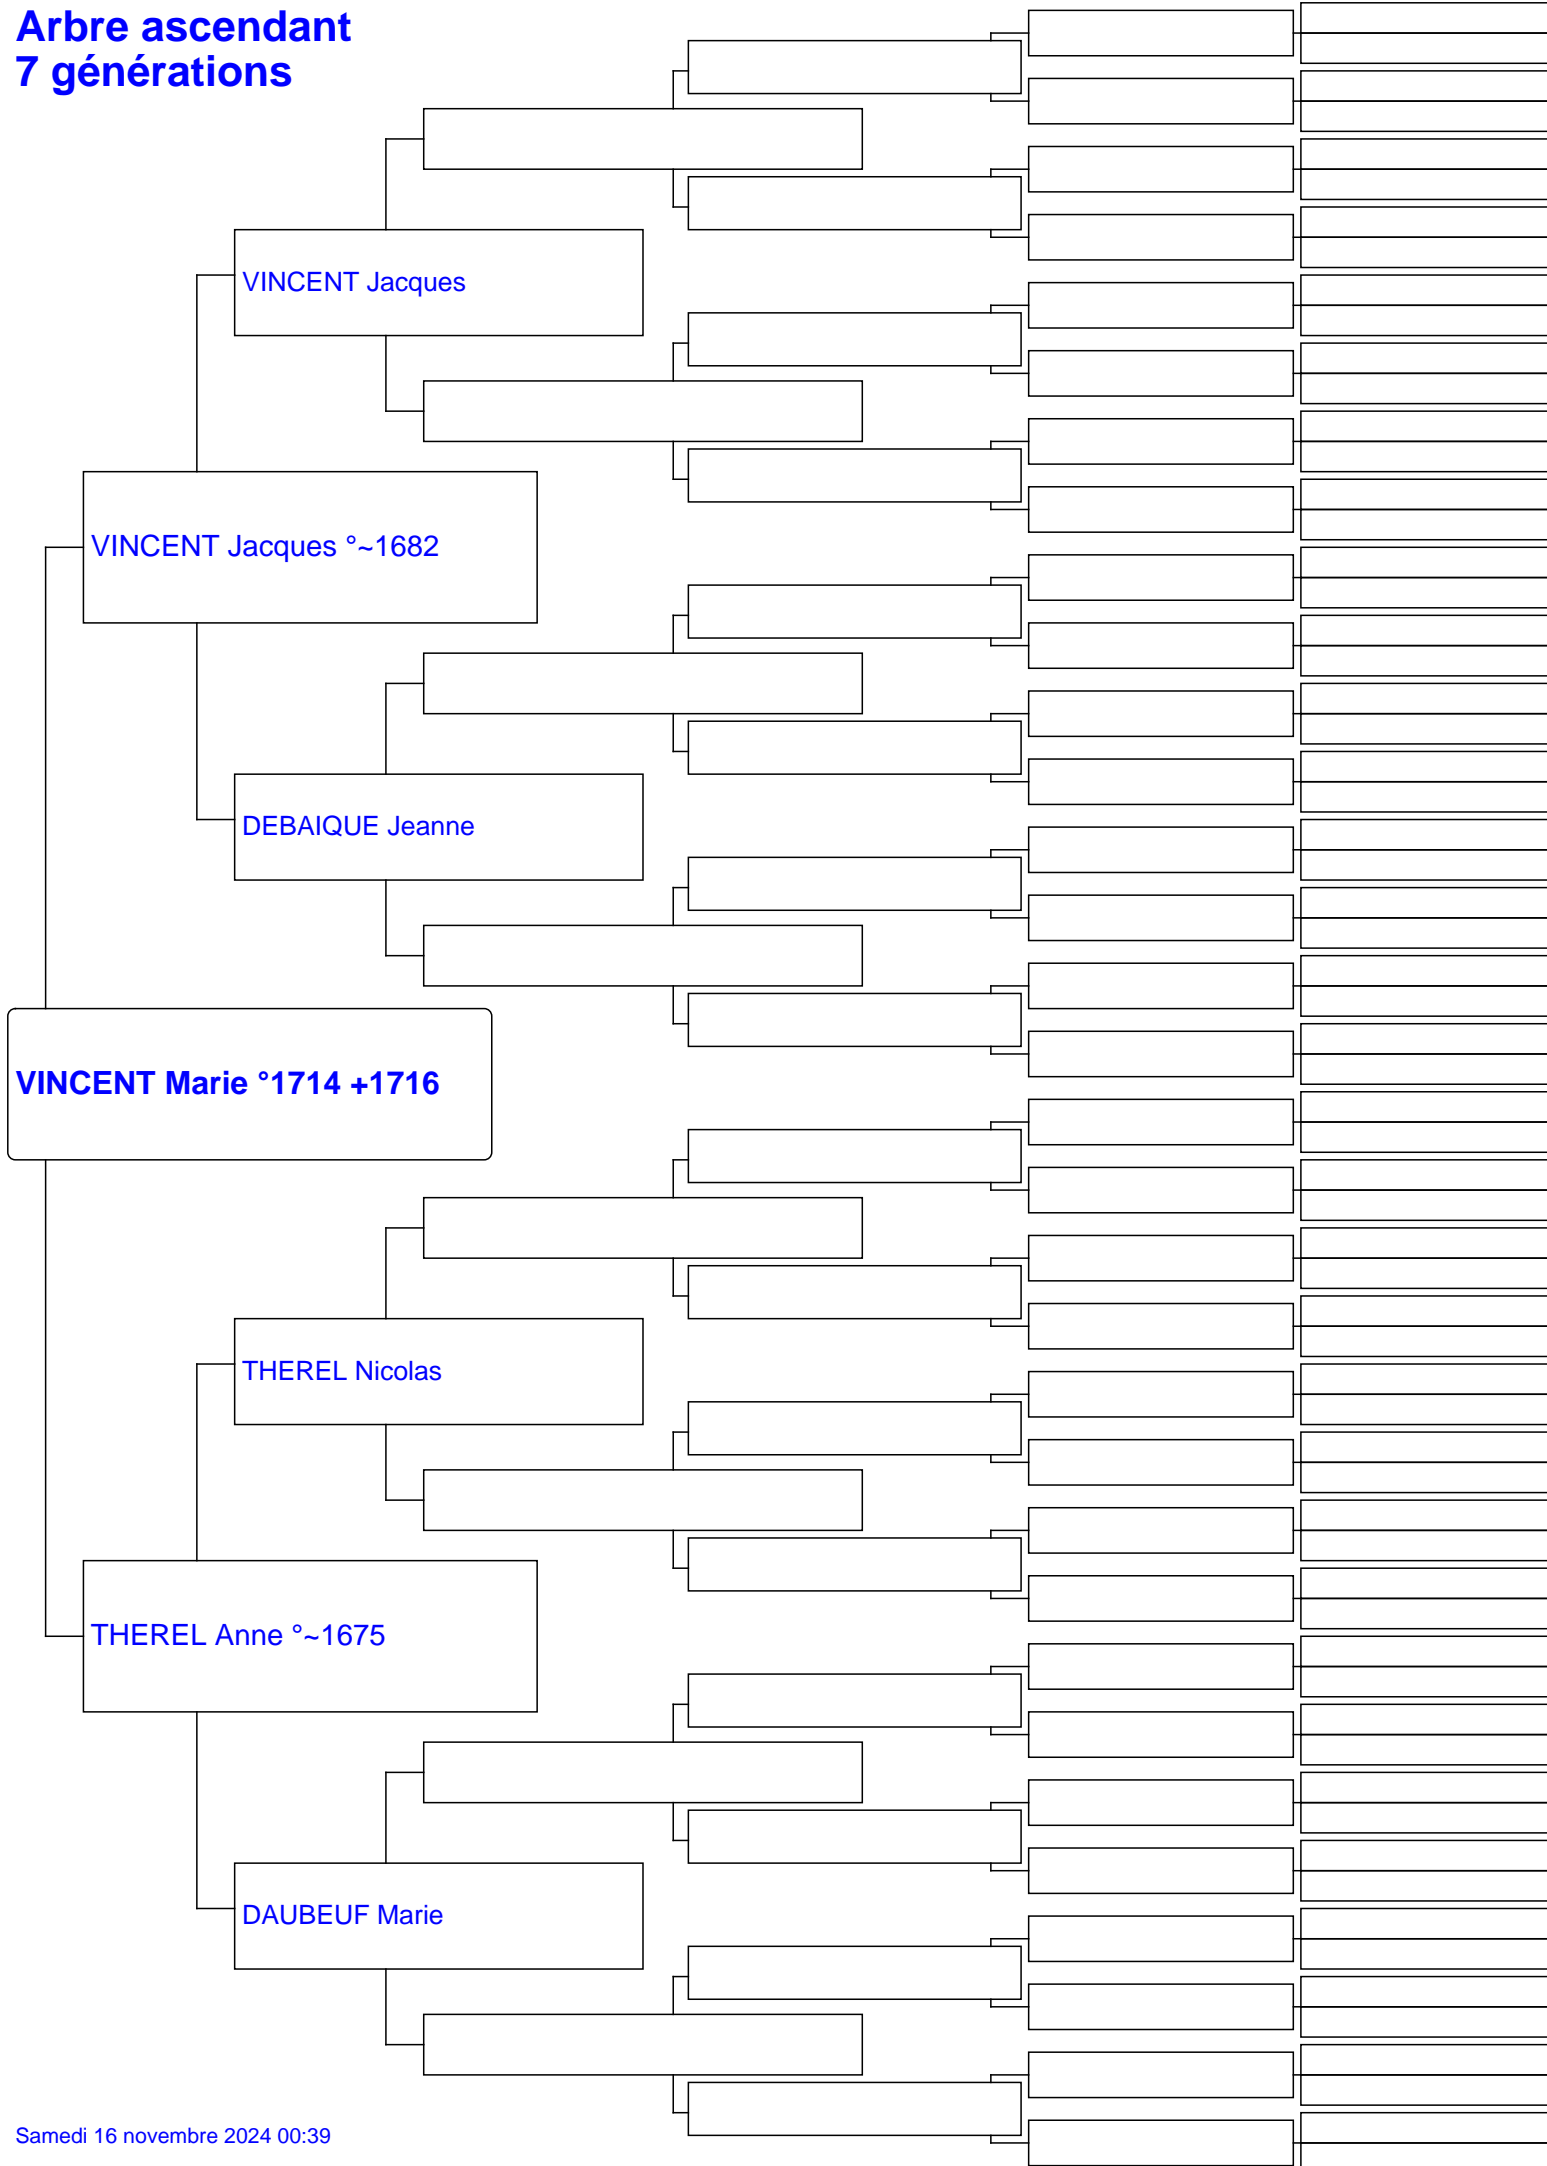 Arbre ascendant
7 générations
VINCENT Jacques
VINCENT Jacques °~1682
DEBAIQUE Jeanne
VINCENT Marie °1714 +1716
THEREL Nicolas
THEREL Anne °~1675
DAUBEUF Marie
Samedi 16 novembre 2024 00:39